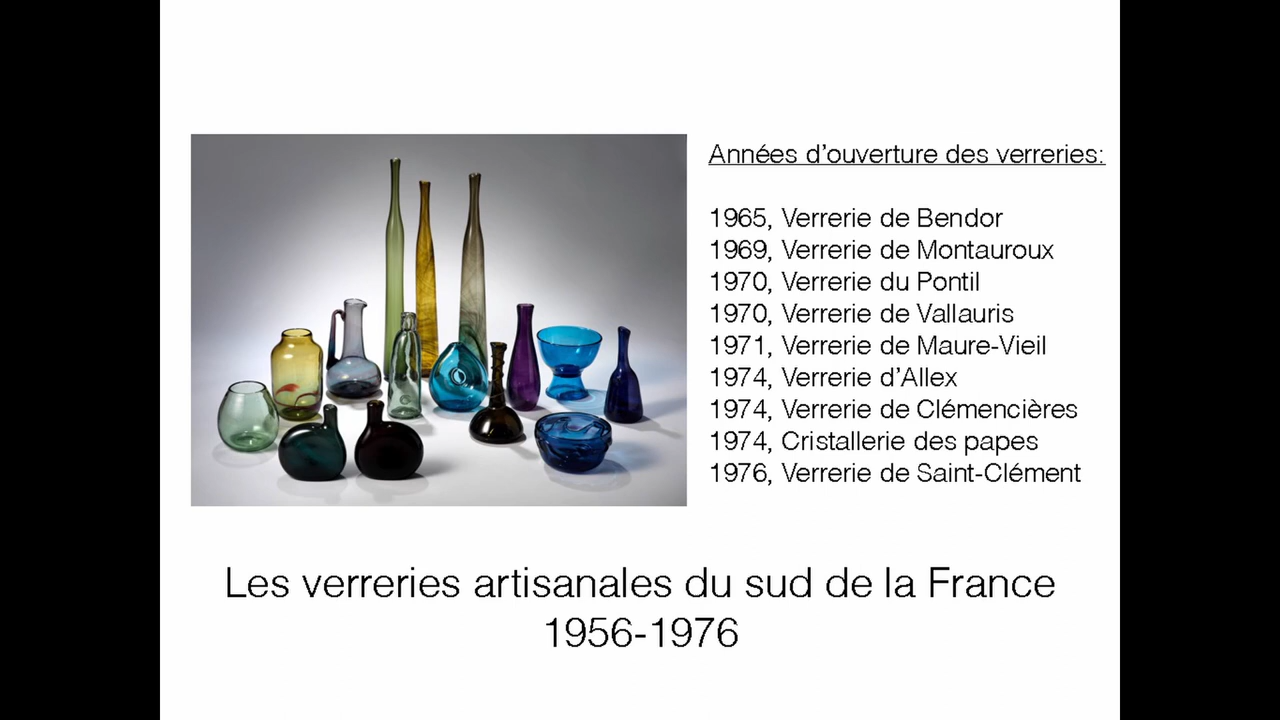 Années d'ouverture des verreries:
1965, Verrerie de Bendor
1969, Verrerie de Montauroux
1970, Verrerie du Pontil
1970, Verrerie de Vallauris
1971, Verrerie de Maure-Vieil
1974, Verrerie d'Allex
1974, Verrerie de Clémencières
1974, Cristallerie des papes
1976, Verrerie de Saint-Clément
Les verreries artisanales du sud de la France
1956-1976